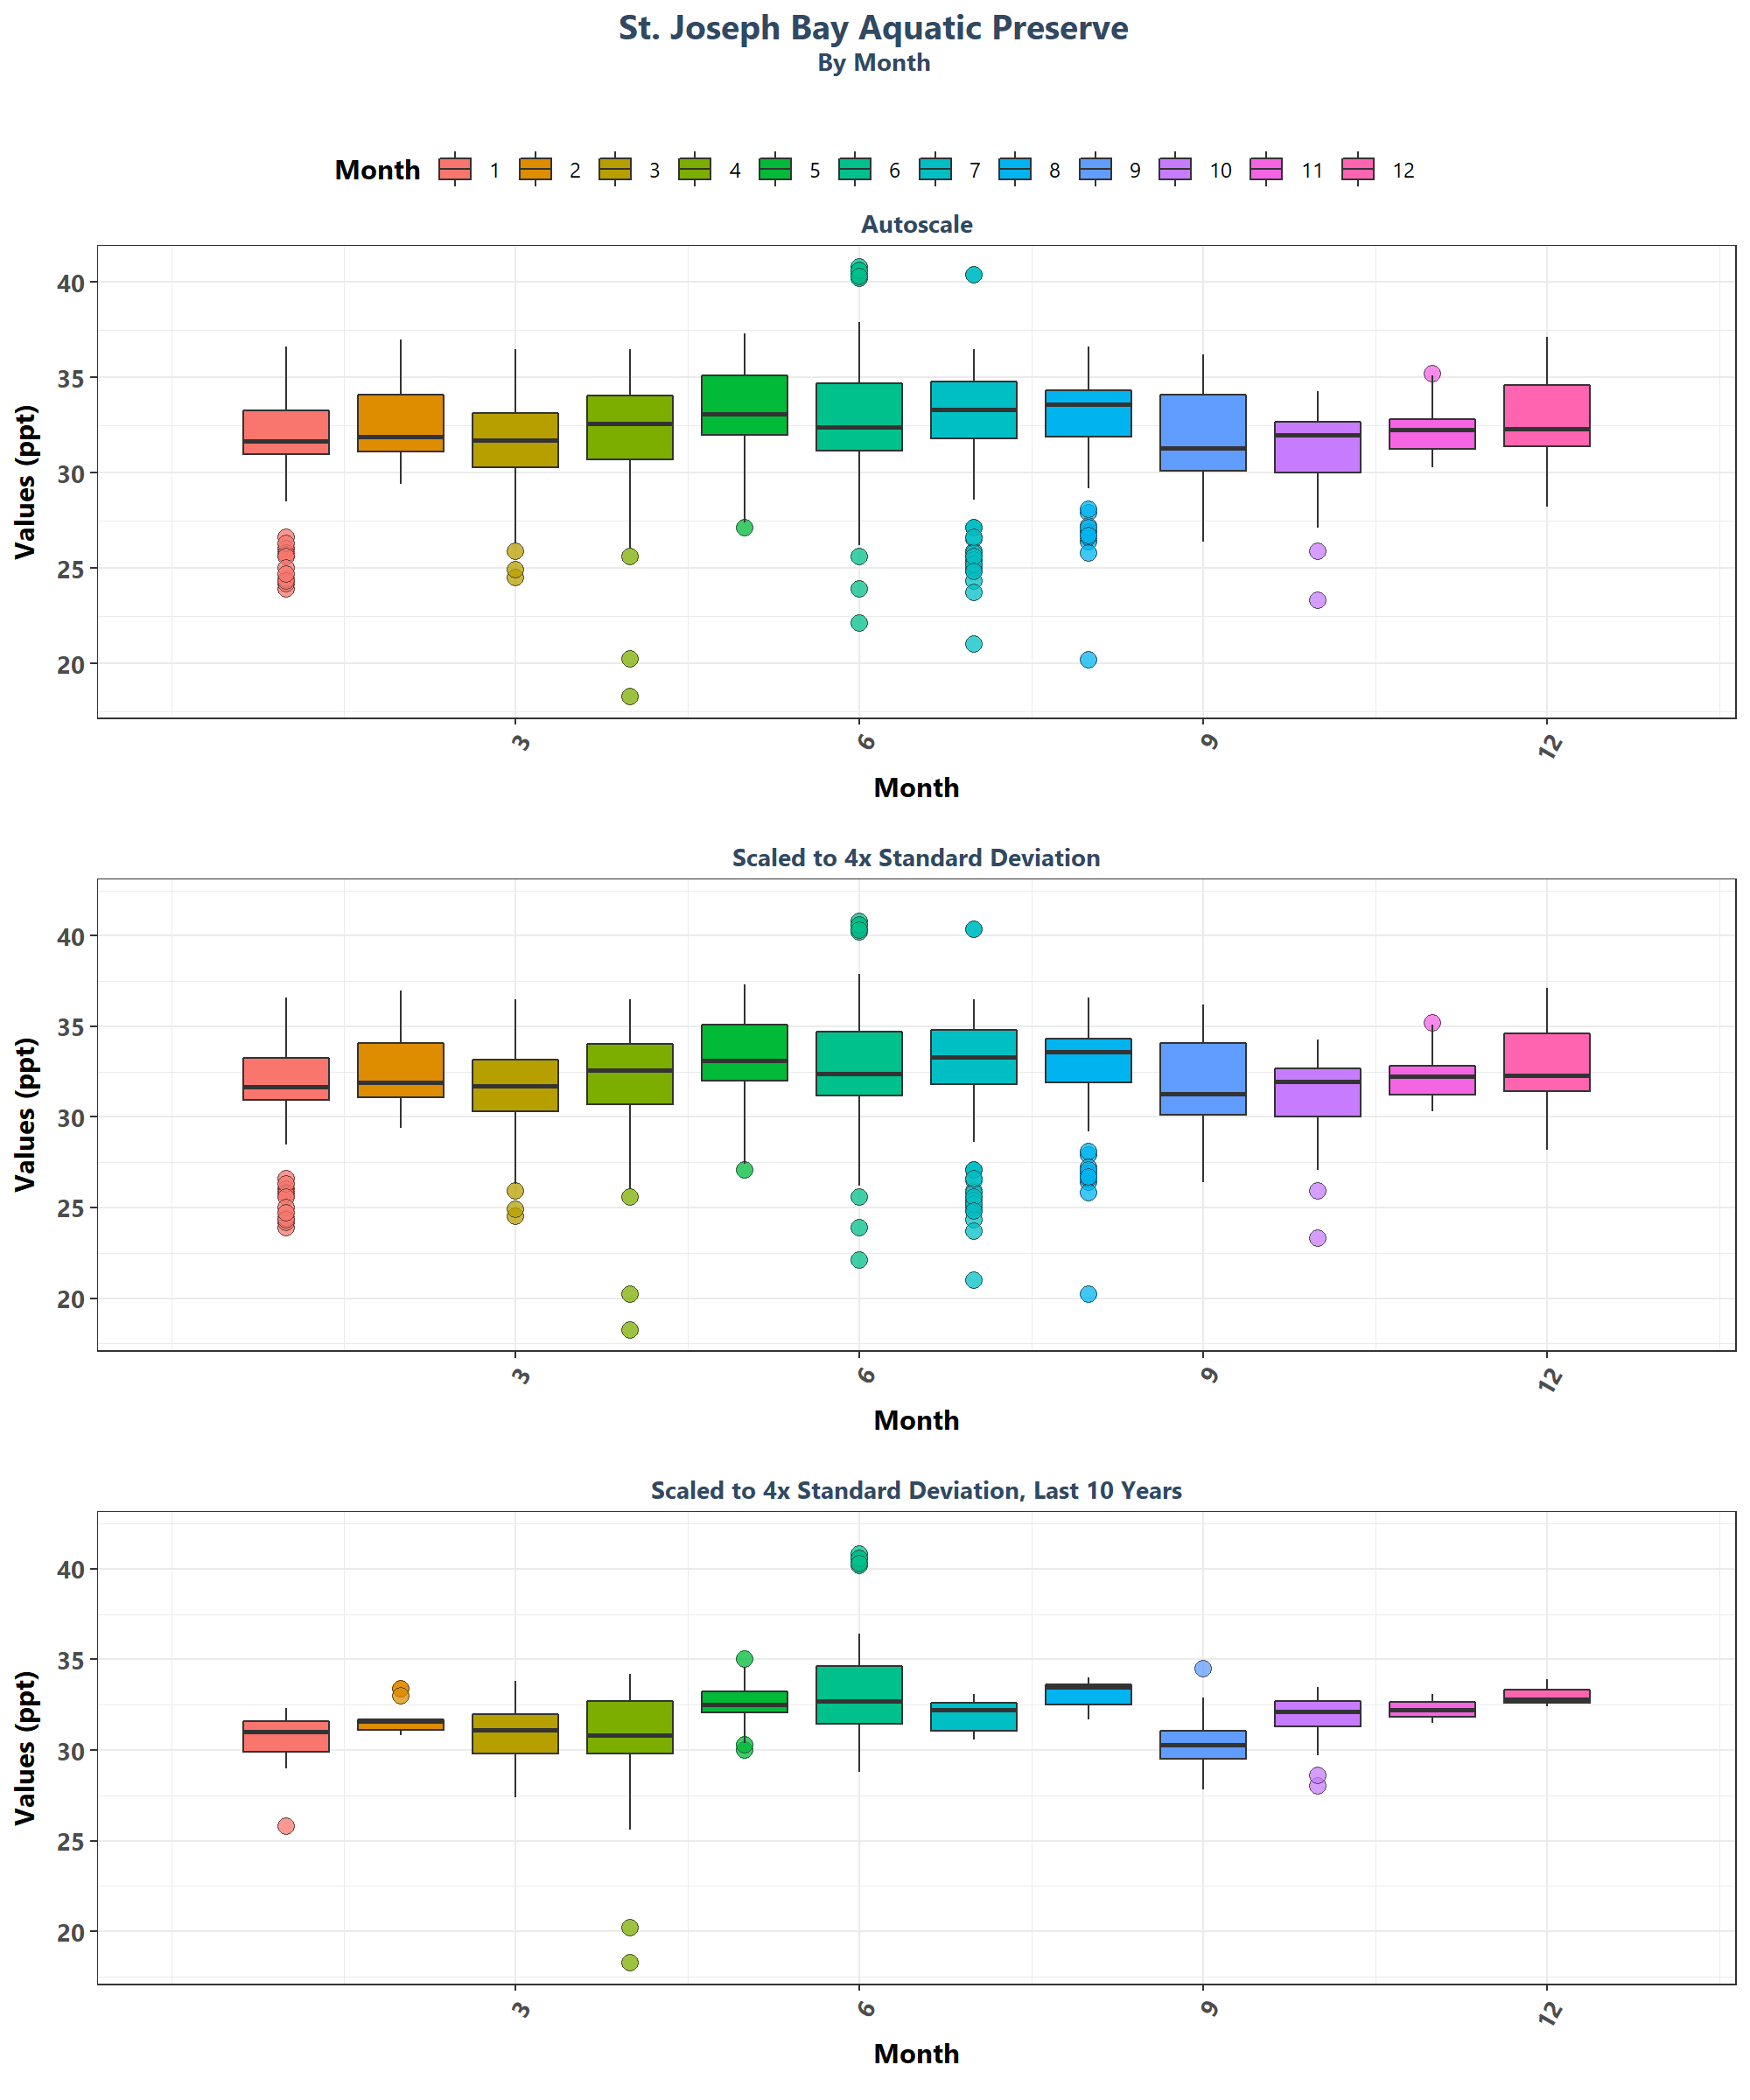 St. Joseph Bay Aquatic Preserve
By Month
Month 1 2 3 4 5 6 7 8 9 10 11 12
Autoscale
Values (ppt)
40
35
30
25
20
3 6 9 12
Month
Scaled to 4x Standard Deviation
Values (ppt)
40
35
30
25
20
3 6 9 12
Month
Scaled to 4x Standard Deviation, Last 10 Years
Values (ppt)
40
35
30
25
20
3 6 9 12
Month